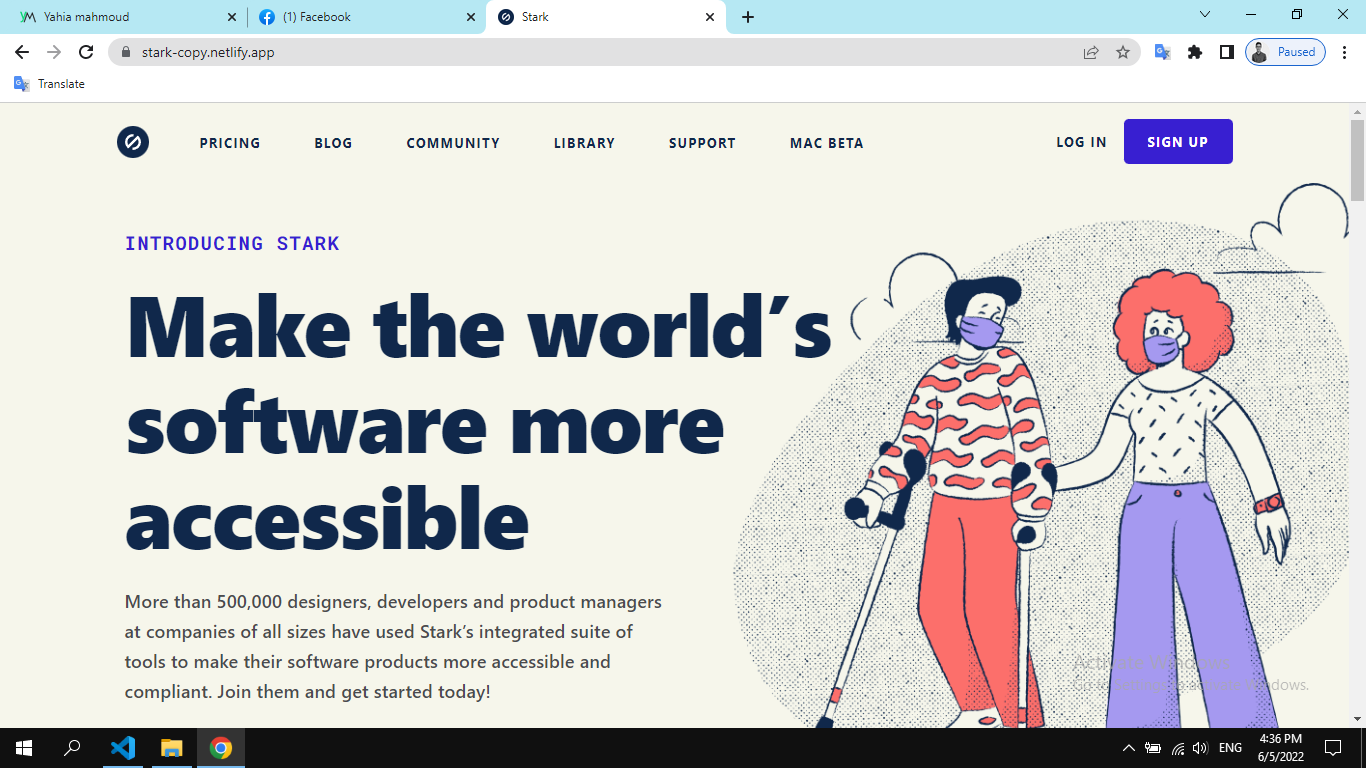 Yahia mahmoud
(1) Facebook
Stark
stark-copy.netlify.app
Paused
Translate
PRICING
BLOG
COMMUNITY
LIBRARY
SUPPORT
MAC BETA
LOG IN
SIGN UP
INTRODUCING STARK
Make the world’s
software more
accessible
More than 500,000 designers, developers and product managers
at companies of all sizes have used Stark’s integrated suite of
tools to make their software products more accessible and
compliant. Join them and get started today!
Activate Windows
Go to Settings to activate Windows.
ENG
4:36 PM
6/5/2022